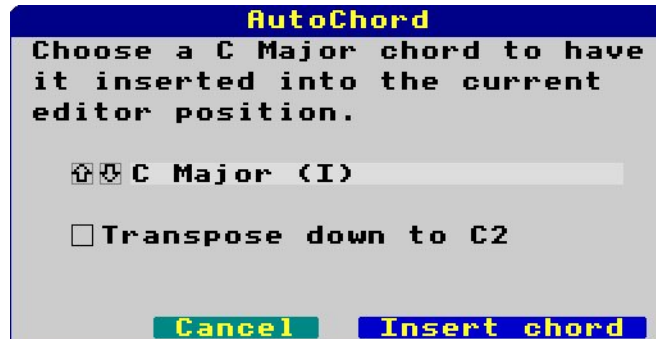 AutoChord
Choose a C Major chord to have
it inserted into the current
editor position.
C Major (I)
Transpose down to C2
Cancel Insert chord